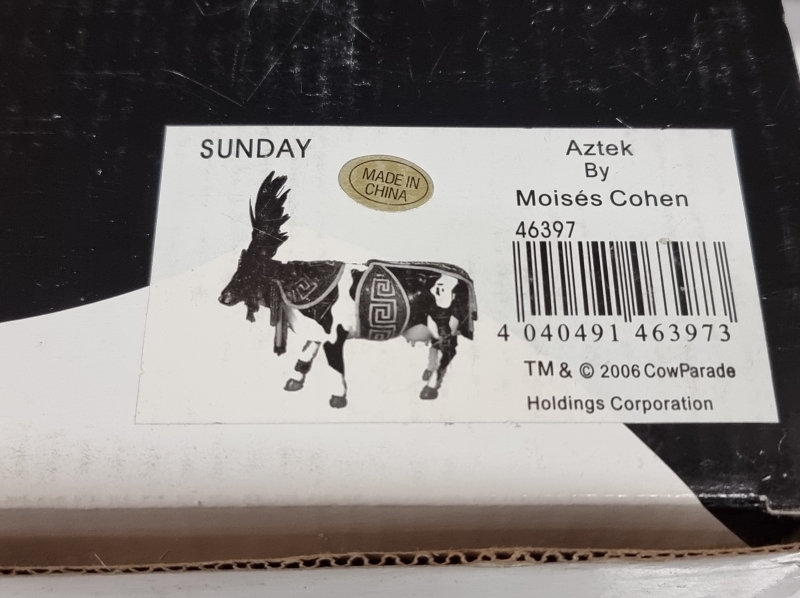 SUNDAY
MADE IN
CHINA
Aztek
By
Moisés Cohen
46397
4 040491 463973
TM & © 2006 CowParade
Holdings Corporation